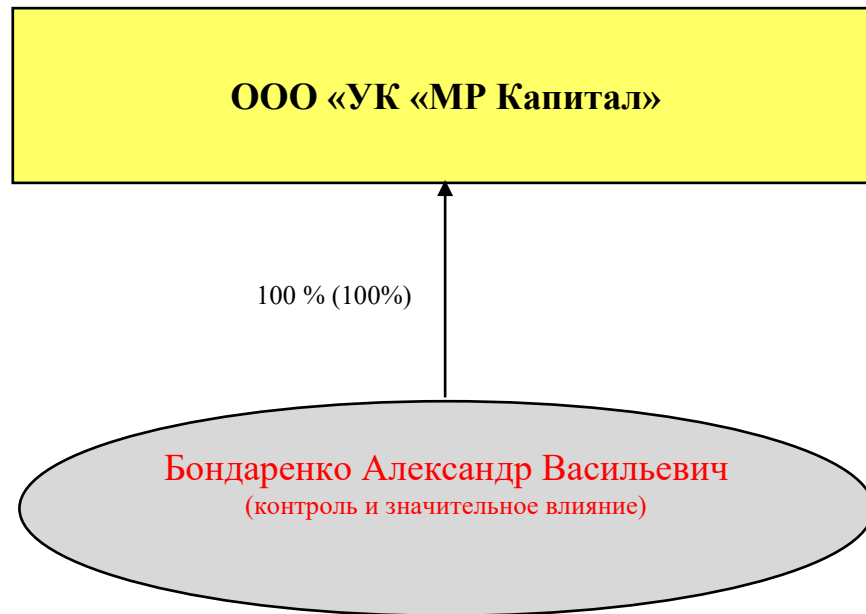 ООО «УК «МР Капитал»
100 % (100%)
Бондаренко Александр Васильевич
(контроль и значительное влияние)